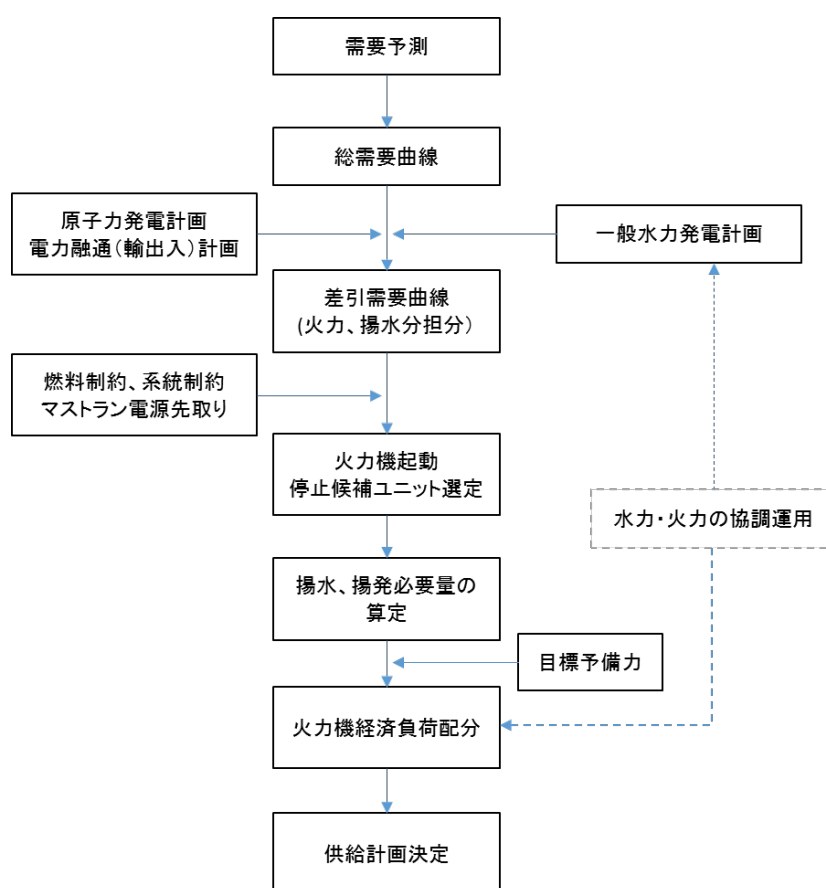 需要予測
総需要曲線
原子力発電計画
電力融通（輸出入）計画
一般水力発電計画
差引需要曲線
(火力、揚水分担分）
燃料制約、系統制約
マストラン電源先取り
火力機起動
停止候補ユニット選定
水力・火力の協調運用
揚水、揚発必要量の
算定
目標予備力
火力機経済負荷配分
供給計画決定